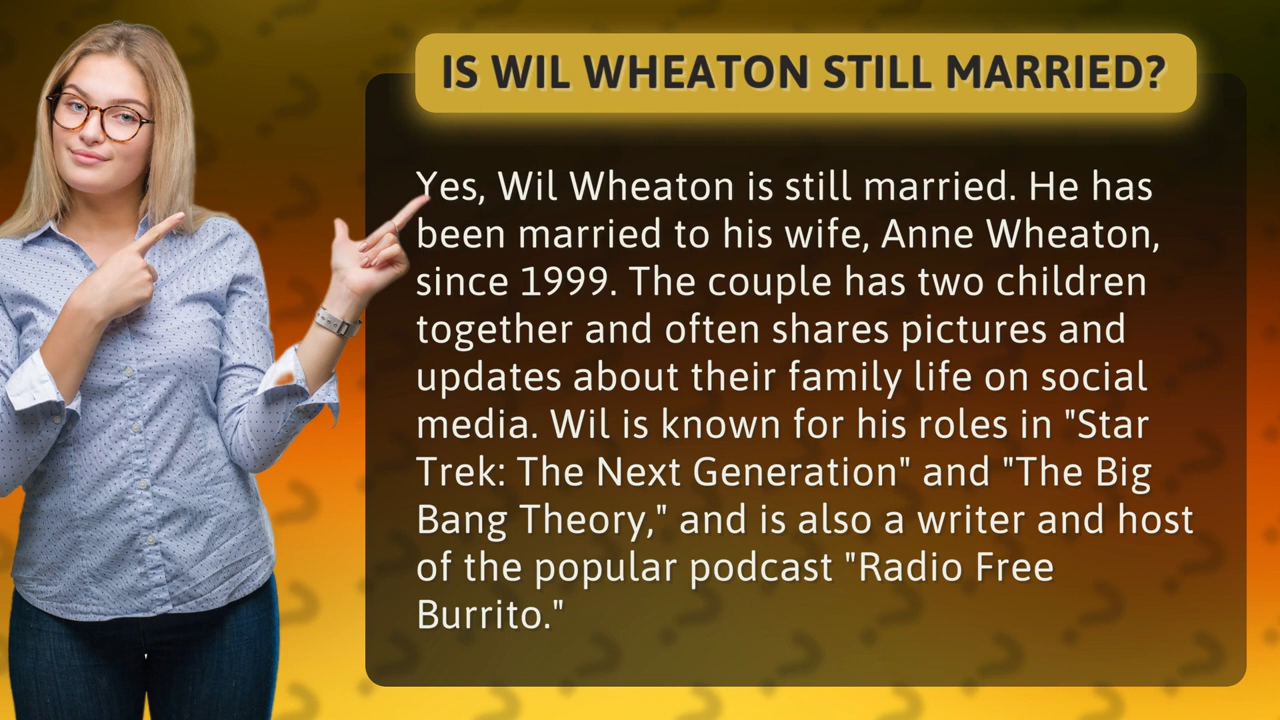 IS WIL WHEATON STILL MARRIED?
Yes, Wil Wheaton is still married. He has
been married to his wife, Anne Wheaton,
since 1999. The couple has two children
together and often shares pictures and
updates about their family life on social
media. Wil is known for his roles in "Star
Trek: The Next Generation" and "The Big
Bang Theory," and is also a writer and host
of the popular podcast "Radio Free
Burrito."